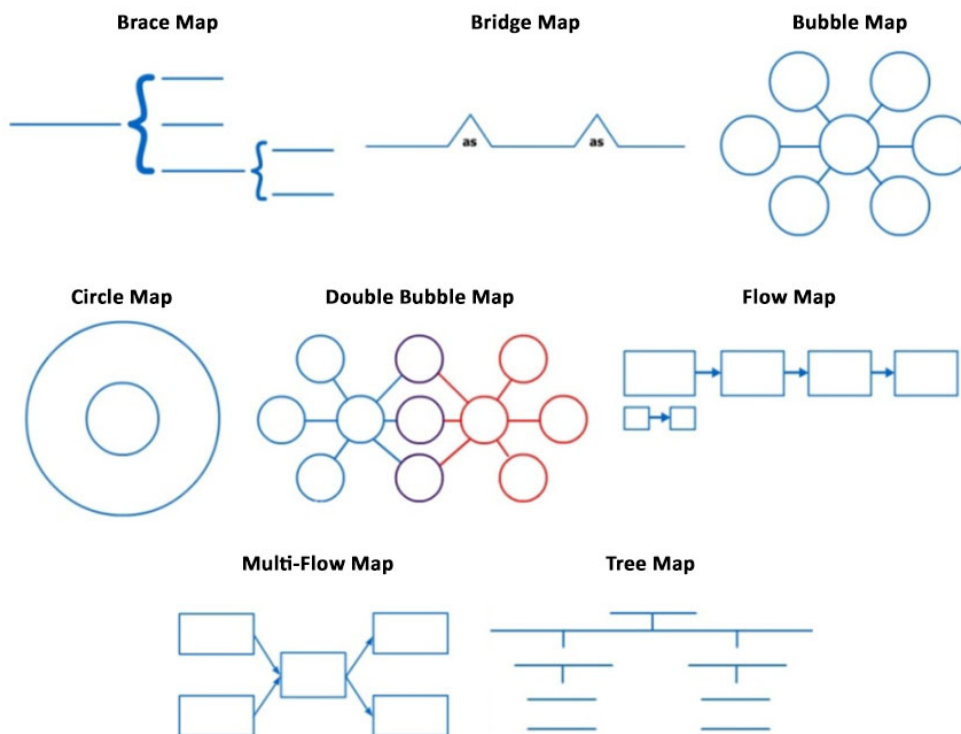 Brace Map
Bridge Map
Bubble Map
as
as
Circle Map
Double Bubble Map
Flow Map
Multi-Flow Map
Tree Map